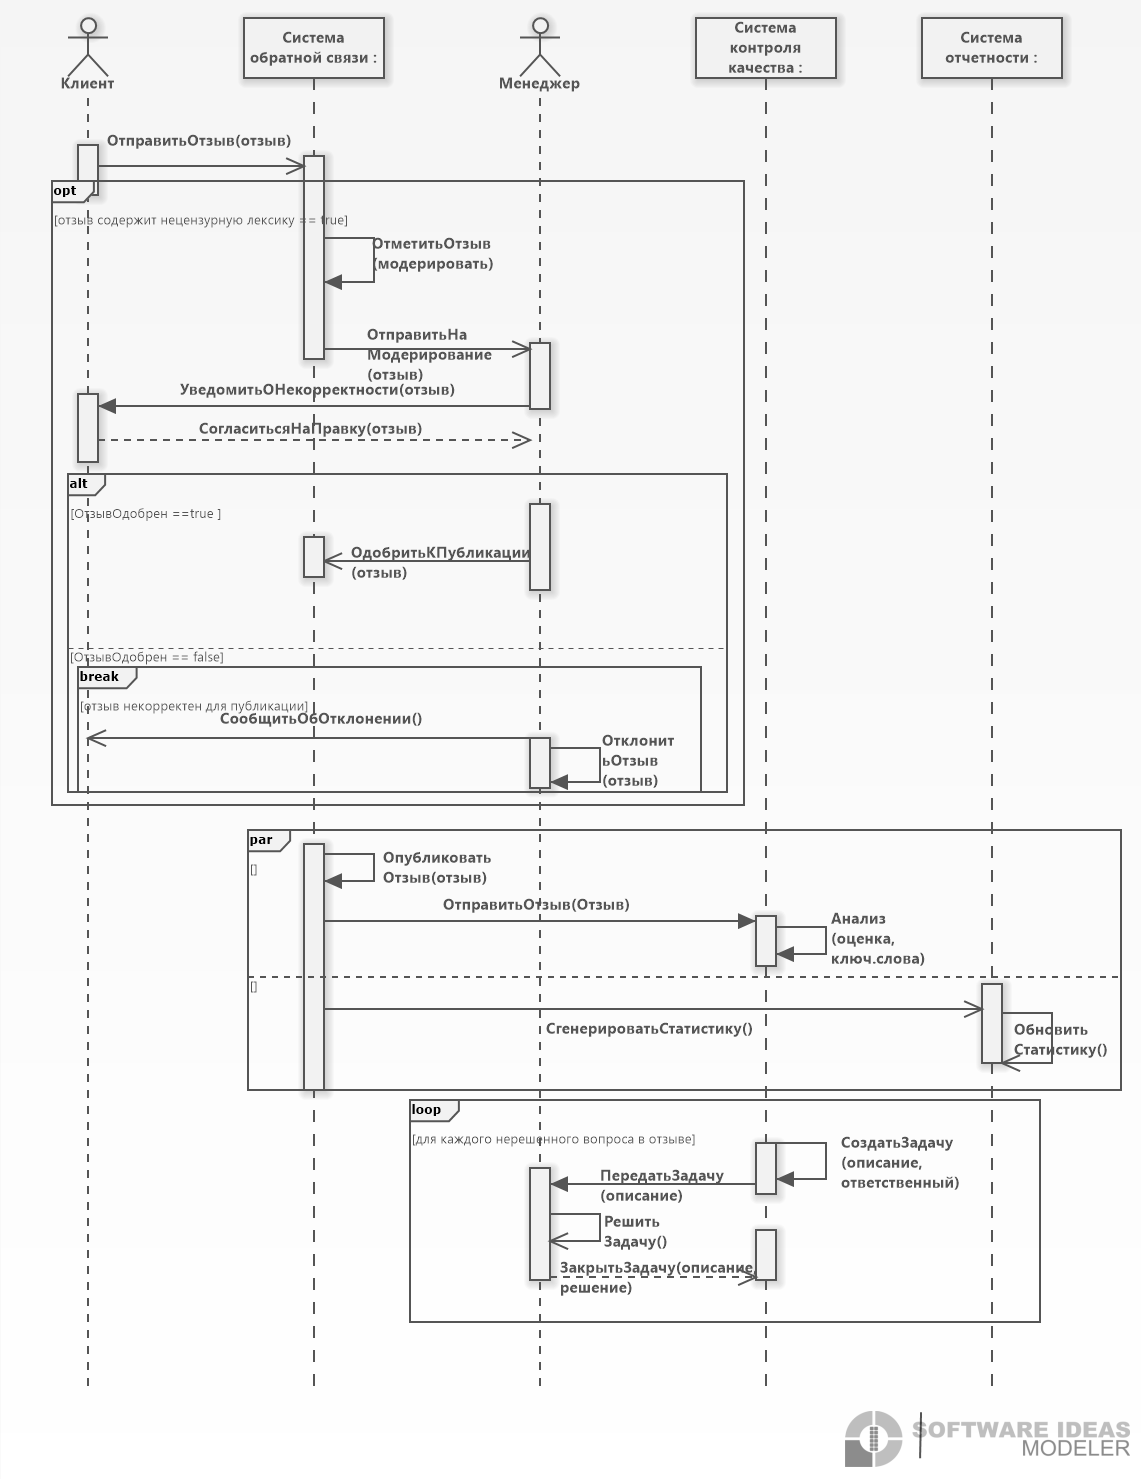 Клиент
Система
обратной связи :
Менеджер
Система
контроля
качества :
Система
отчетности :
ОтправитьОтзыв(отзыв)
opt
[отзыв содержит нецензурную лексику == true]
ОтметитьОтзыв
(модерировать)
ОтправитьНа
Модерирование
(отзыв)
УведомитьОНекорректности(отзыв)
СогласитьсяНаПравку(отзыв)
alt
[ОтзывОдобрен ==true ]
ОдобритьКПубликации
(отзыв)
[ОтзывОдобрен == false]
break
[отзыв некорректен для публикации]
СообщитьОбОтклонении()
Отклонит
ьОтзыв
(отзыв)
par
[]
Опубликовать
Отзыв(отзыв)
ОтправитьОтзыв(Отзыв)
Анализ
(оценка,
ключ.слова)
[]
СгенерироватьСтатистику()
Обновить
Статистику()
loop
[для каждого нерешенного вопроса в отзыве]
СоздатьЗадачу
(описание,
ответственный)
ПередатьЗадачу
(описание)
Решить
Задачу()
ЗакрытьЗадачу(описание,
решение)
SOFTWARE IDEAS
MODELER